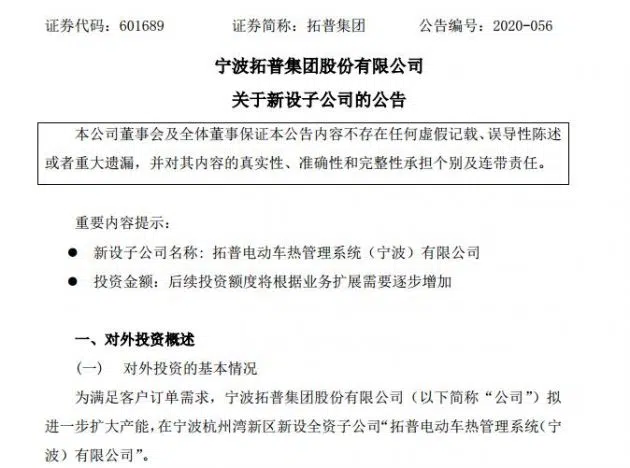 证券代码：601689 证券简称：拓普集团 公告编号：2020-056
宁波拓普集团股份有限公司
关于新设子公司的公告
本公司董事会及全体董事保证本公告内容不存在任何虚假记载、误导性陈述
或者重大遗漏，并对其内容的真实性、准确性和完整性承担个别及连带责任。
重要内容提示：
● 新设子公司名称：拓普电动车热管理系统（宁波）有限公司
● 投资金额：后续投资额度将根据业务扩展需要逐步增加
一、对外投资概述
(一) 对外投资的基本情况
为满足客户订单需求，宁波拓普集团股份有限公司（以下简称“公司”）拟
进一步扩大产能，在宁波杭州湾新区新设全资子公司“拓普电动车热管理系统（宁
波）有限公司”。